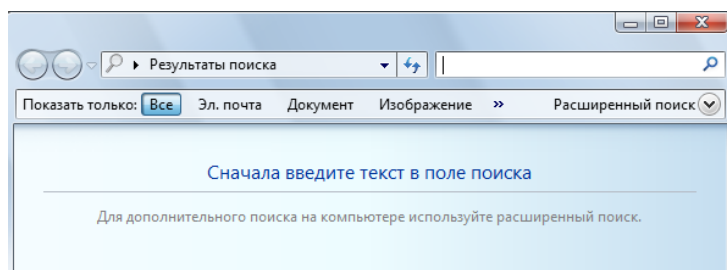 Результаты поиска
Показать только: Все Эл. почта Документ Изображение » Расширенный поиск
Сначала введите текст в поле поиска
Для дополнительного поиска на компьютере используйте расширенный поиск.